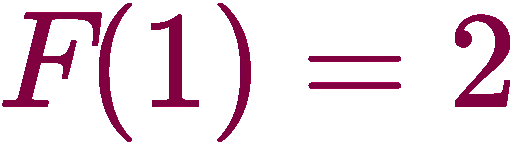 F(1) = 2